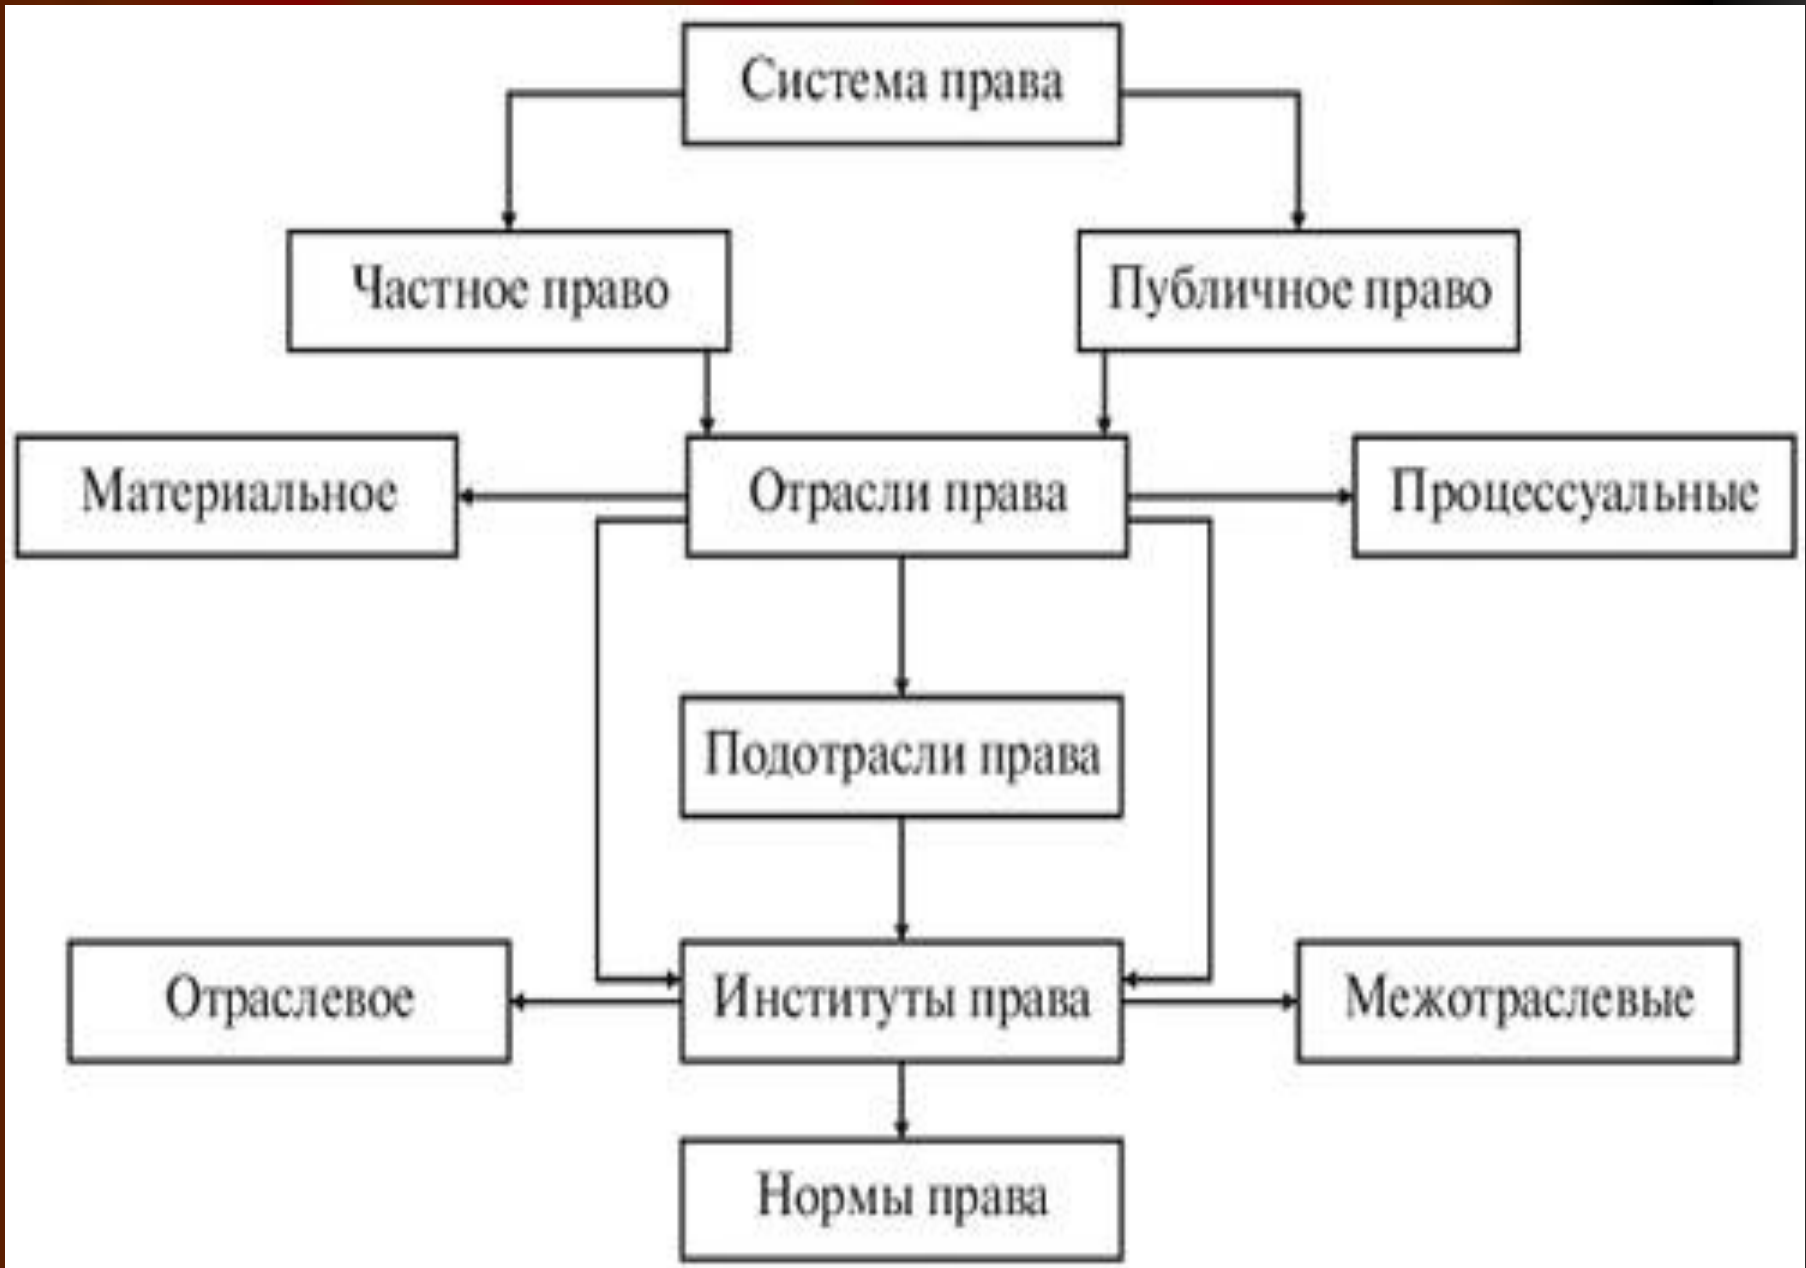 Система права
Частное право
Публичное право
Материальное
Отрасли права
Процессуальные
Подотрасли права
Отраслевое
Институты права
Межотраслевые
Нормы права